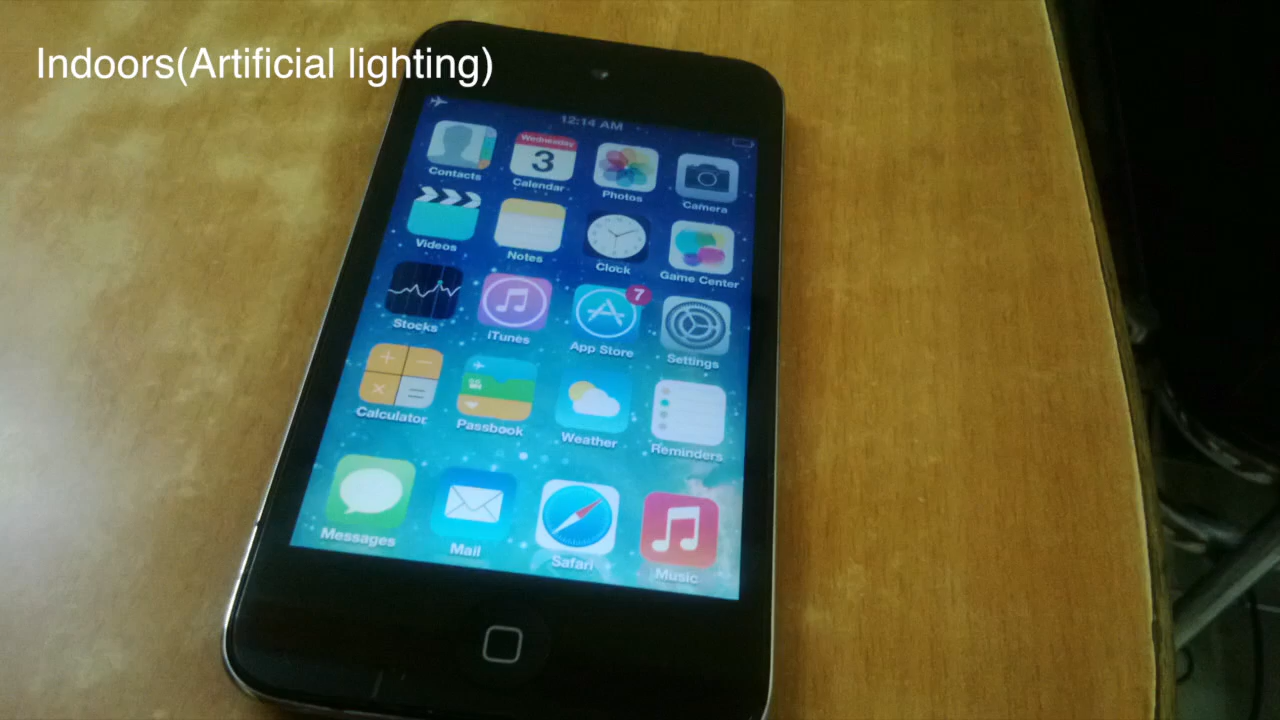 Indoors(Artificial lighting)
12:14 AM
Wednesday
3
Contacts
Calendar
Photos
Camera
Videos
Notes
Clock
Game Center
7
Stocks
iTunes
App Store
Settings
Calculator
Passbook
Weather
Reminders
Messages
Mail
Safari
Music